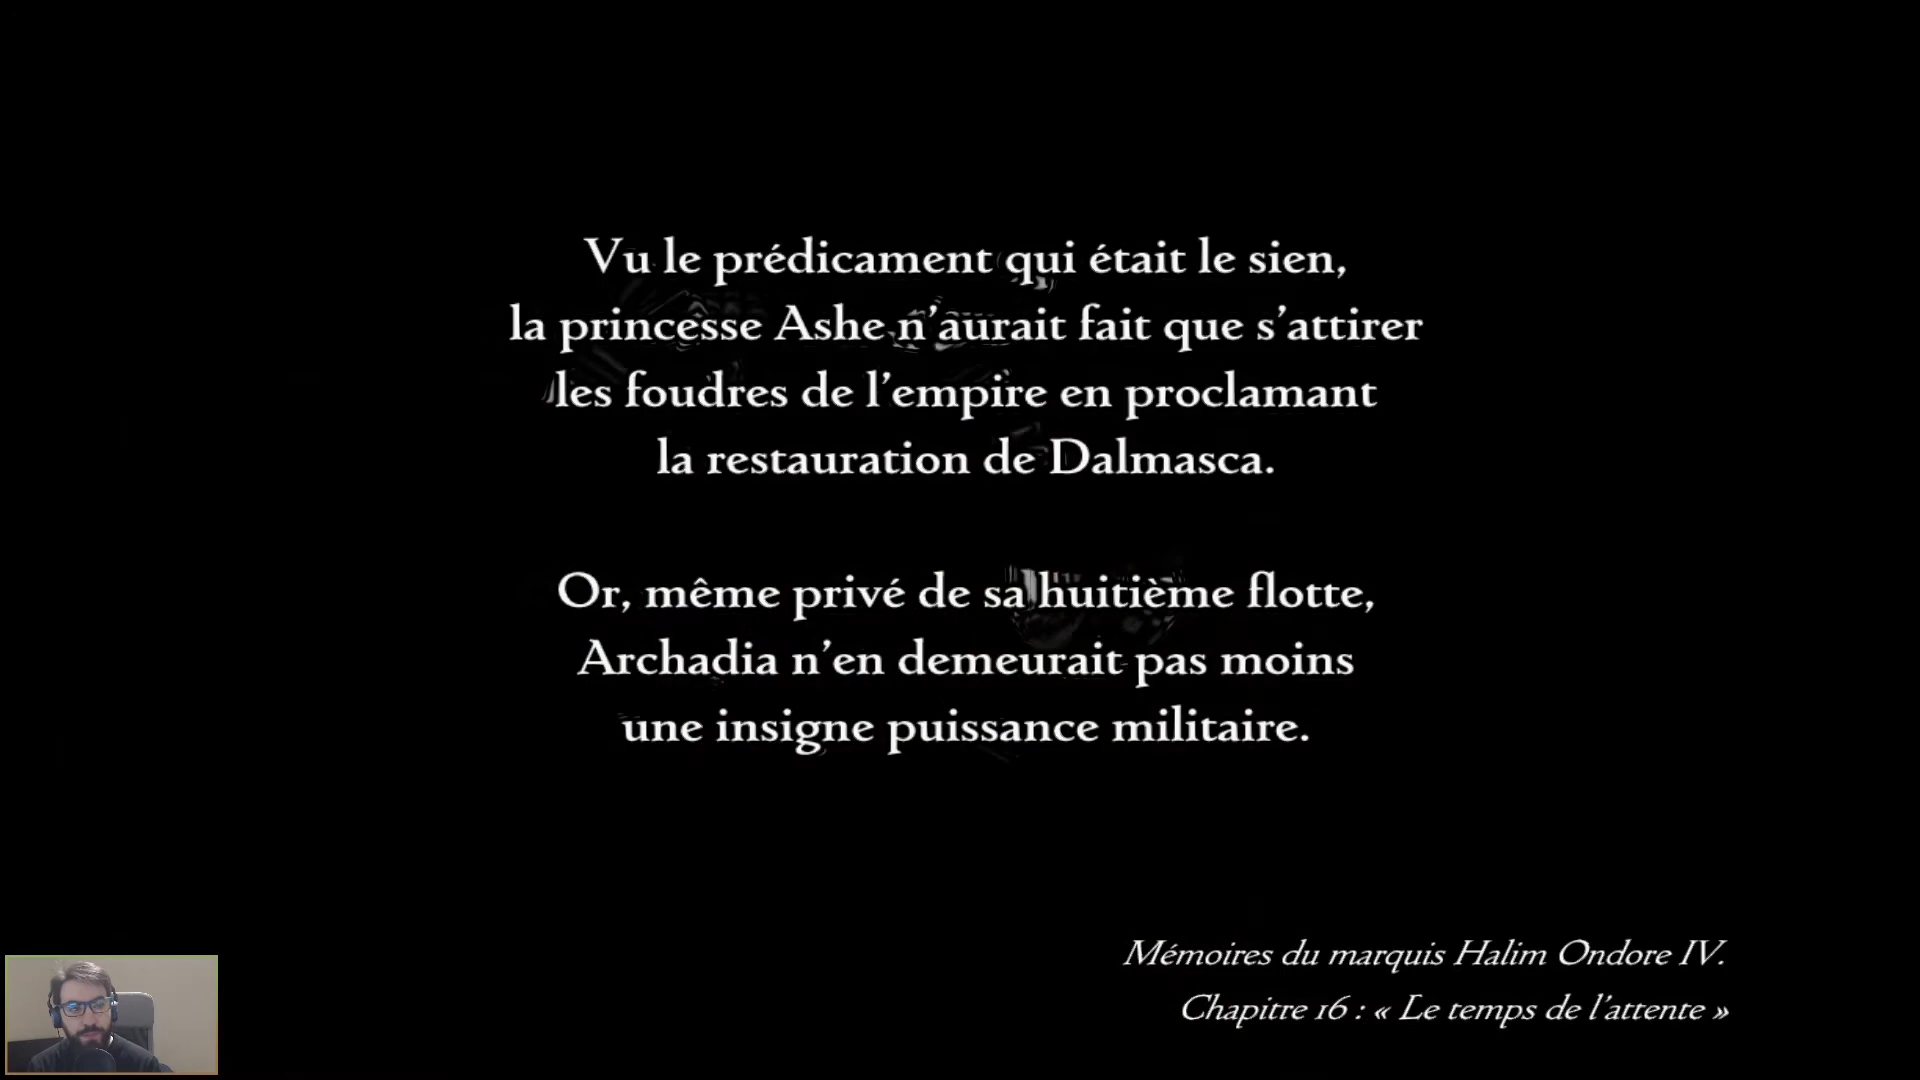 Vu le prédicament qui était le sien,
la princesse Ashe n’aurait fait que s’attirer
les foudres de l’empire en proclamant
la restauration de Dalmasca.
Or, même privé de sa huitième flotte,
Archadia n’en demeurait pas moins
une insigne puissance militaire.
Mémoires du marquis Halim Ondore IV.
Chapitre 16 : « Le temps de l’attente »